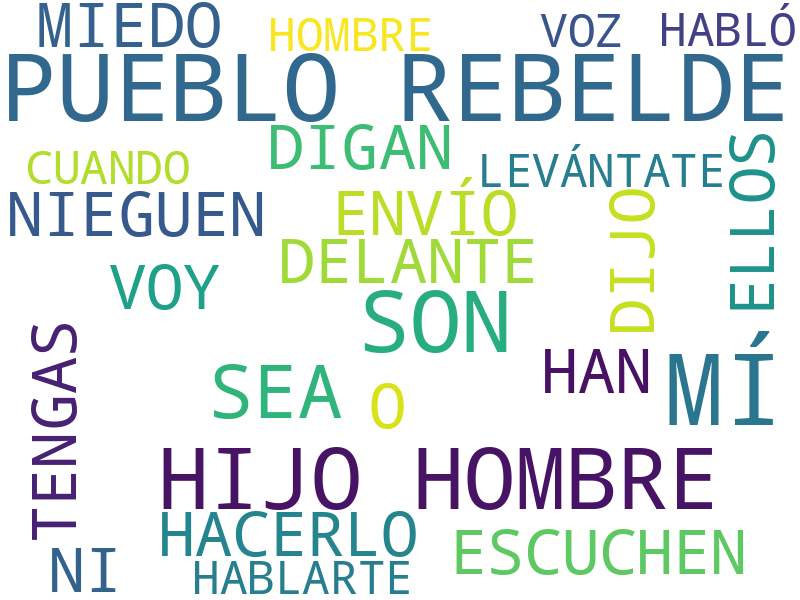 MIEDO HOMBRE VOZ HABLÓ
PUEBLO REBELDE
DIGAN
CUANDO LEVÁNTATE
ELLOS
NIEGUEN ENVÍO
DIJO
DELANTE
VOY
SON
TENGAS
HAN MÍ
SEA O
HIJO HOMBRE
HACERLO
ESCUCHEN
NI HABLARTE